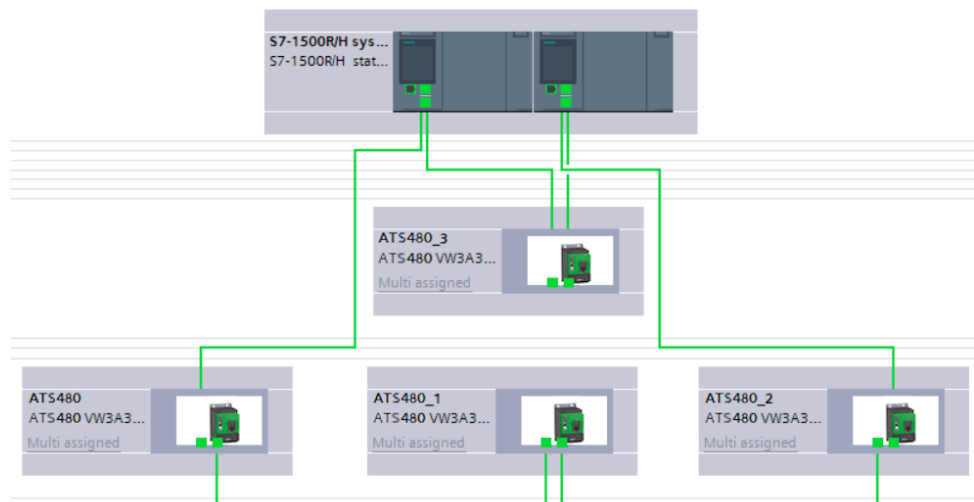 S7-1500R/H sys...
S7-1500R/H stat...
ATS480_3
ATS480 VW3A3...
Multi assigned
ATS480
ATS480 VW3A3...
Multi assigned
ATS480_1
ATS480 VW3A3...
Multi assigned
ATS480_2
ATS480 VW3A3...
Multi assigned